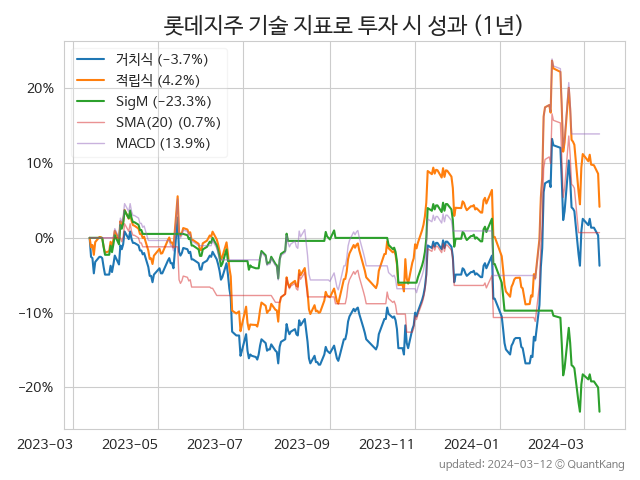 롯데지주 기술 지표로 투자 시 성과 (1년)
거치식 (−3.7%)
적립식 (4.2%)
SigM (−23.3%)
SMA(20) (0.7%)
MACD (13.9%)
20%
10%
0%
−10%
−20%
2023-03
2023-05
2023-07
2023-09
2023-11
2024-01
2024-03
updated: 2024-03-12 © QuantKang